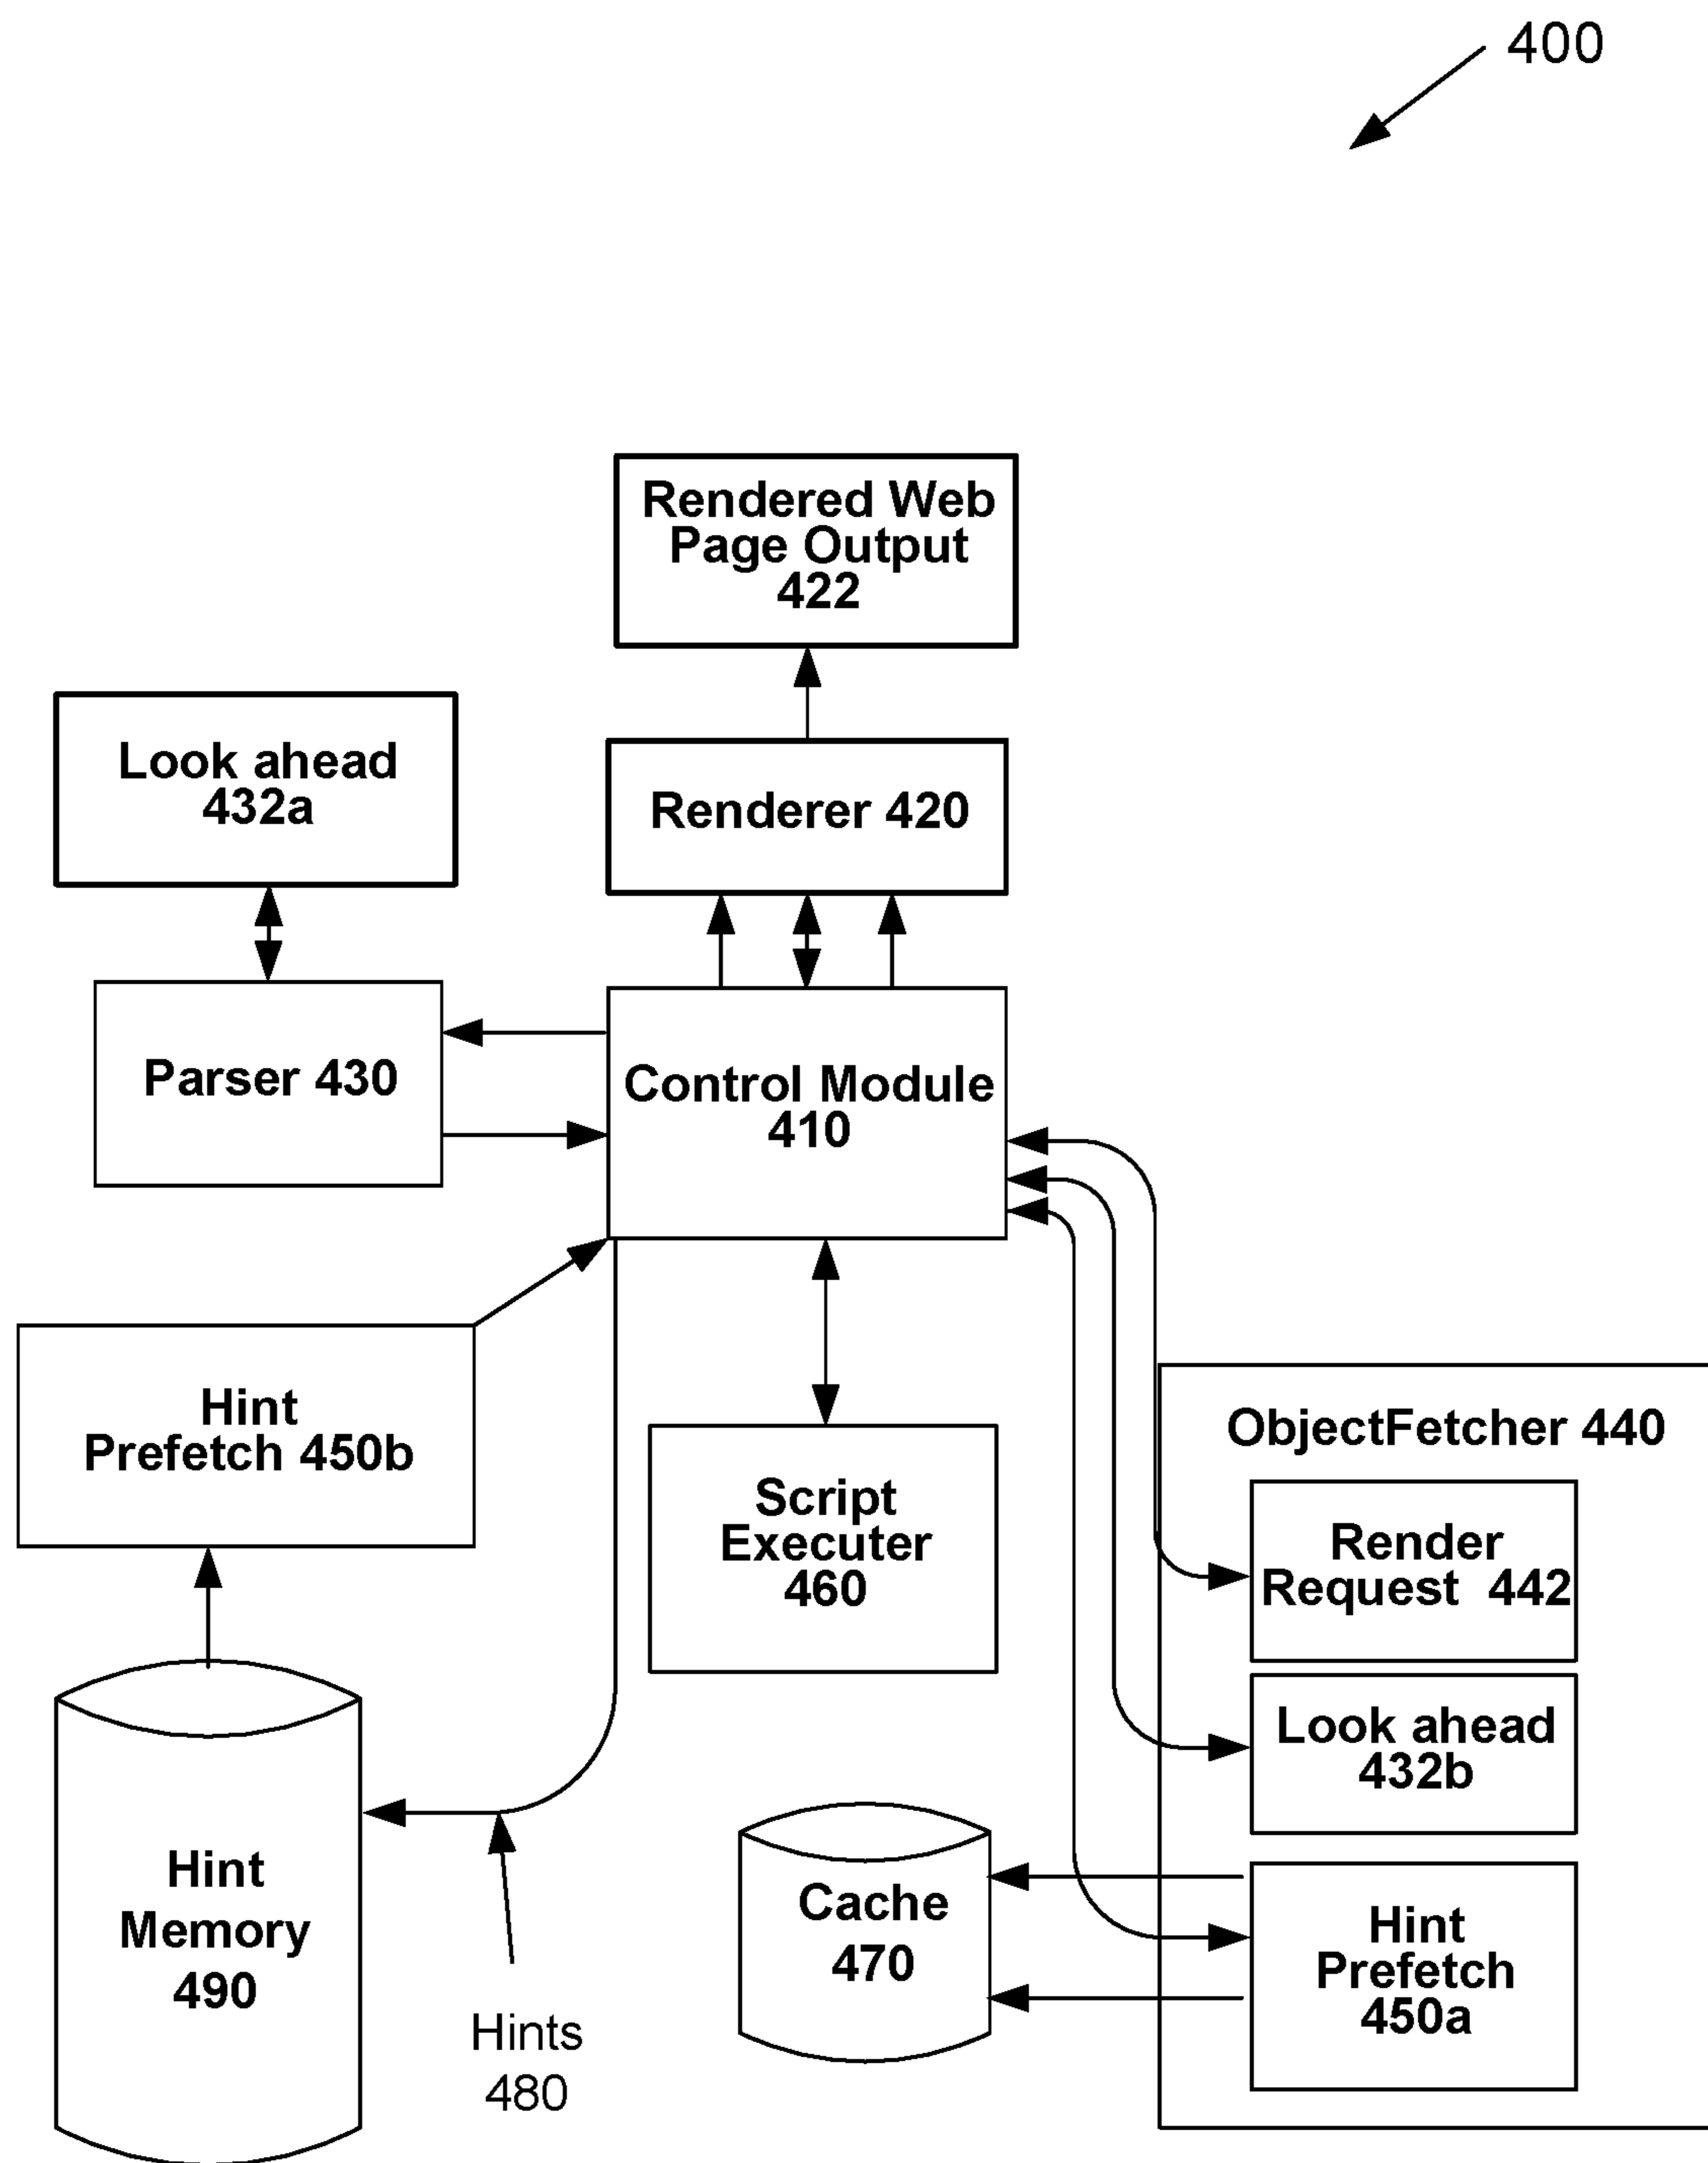 400
Rendered Web
Page Output
422
Look ahead
432a
Renderer 420
Parser 430
Control Module
410
Hint
Prefetch 450b
Script
Executer
460
ObjectFetcher 440
Render
Request 442
Look ahead
432b
Hint
Memory
490
Hints
480
Cache
470
Hint
Prefetch
450a